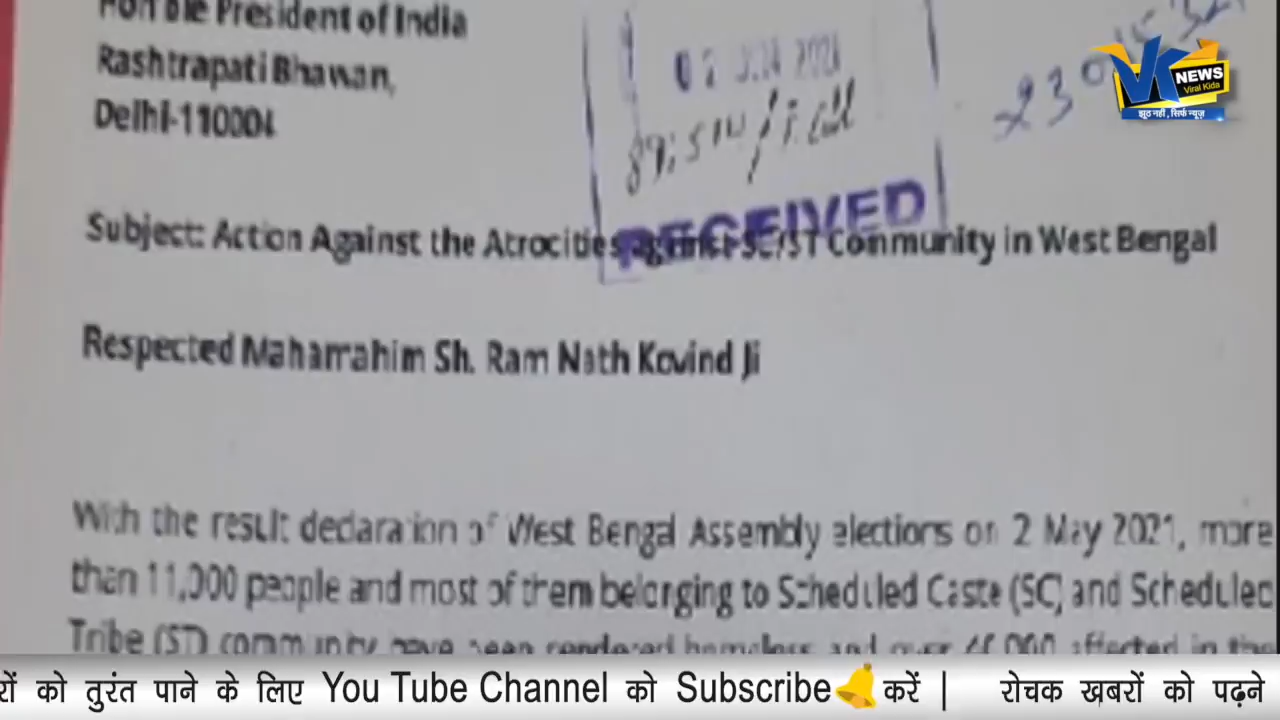 Hon'ble President of India
Rashtrapati Bhawan,
Delhi-110004
RECEIVED
NEWS
Viral Kida
झूठ नहीं, सिर्फ न्यूज़
Subject: Action Against the Atrocities against SC/ST Community in West Bengal
Respected Mahamahim Sh. Ram Nath Kovind Ji
With the result declaration of West Bengal Assembly elections on 2 May 2021, more
than 11,000 people and most of them belonging to Scheduled Caste (SC) and Scheduled
Tribe (ST) community have been rendered homeless and over affected in the
रों को तुरंत पाने के लिए You Tube Channel को Subscribe करें | रोचक ख़बरों को पढ़ने